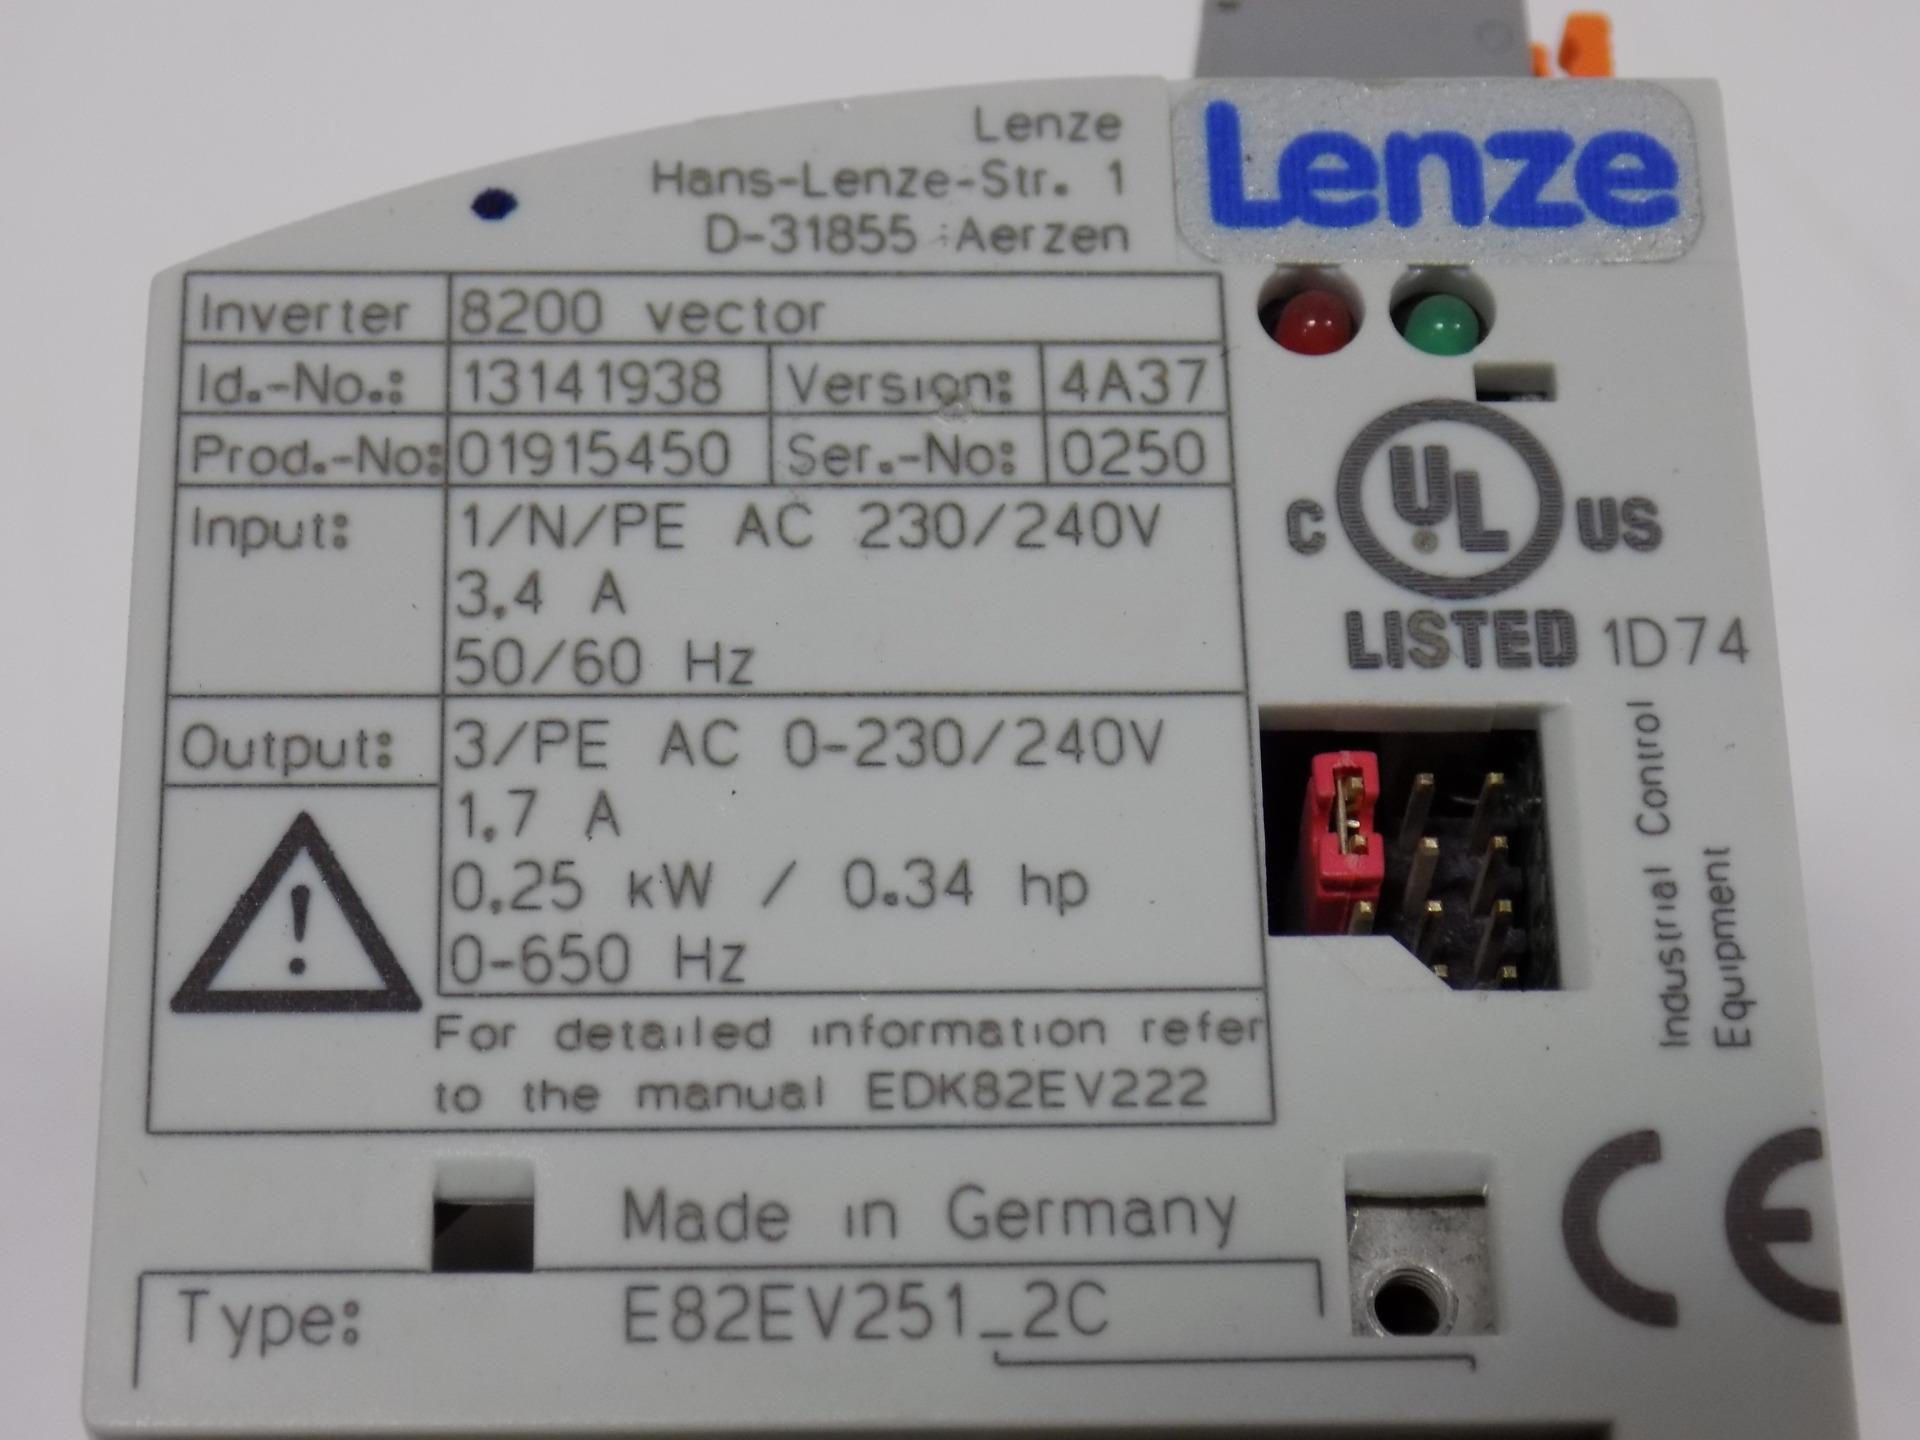 Lenze
Hans-Lenze-Str. 1
D-31855 Aerzen
Lenze
Inverter 8200 vector
Id.-No.: 13141938 Version: 4A37
Prod.-No: 01915450 Ser.-No: 0250
Input: 1/N/PE AC 230/240V
3,4 A
50/60 Hz
Output: 3/PE AC 0-230/240V
1,7 A
0,25 kW / 0.34 hp
0-650 Hz
!
For detailed information refer
to the manual EDK82EV222
C UL US
LISTED 1D74
Industrial Control
Equipment
Made in Germany
CE
Type: E82EV251_2C